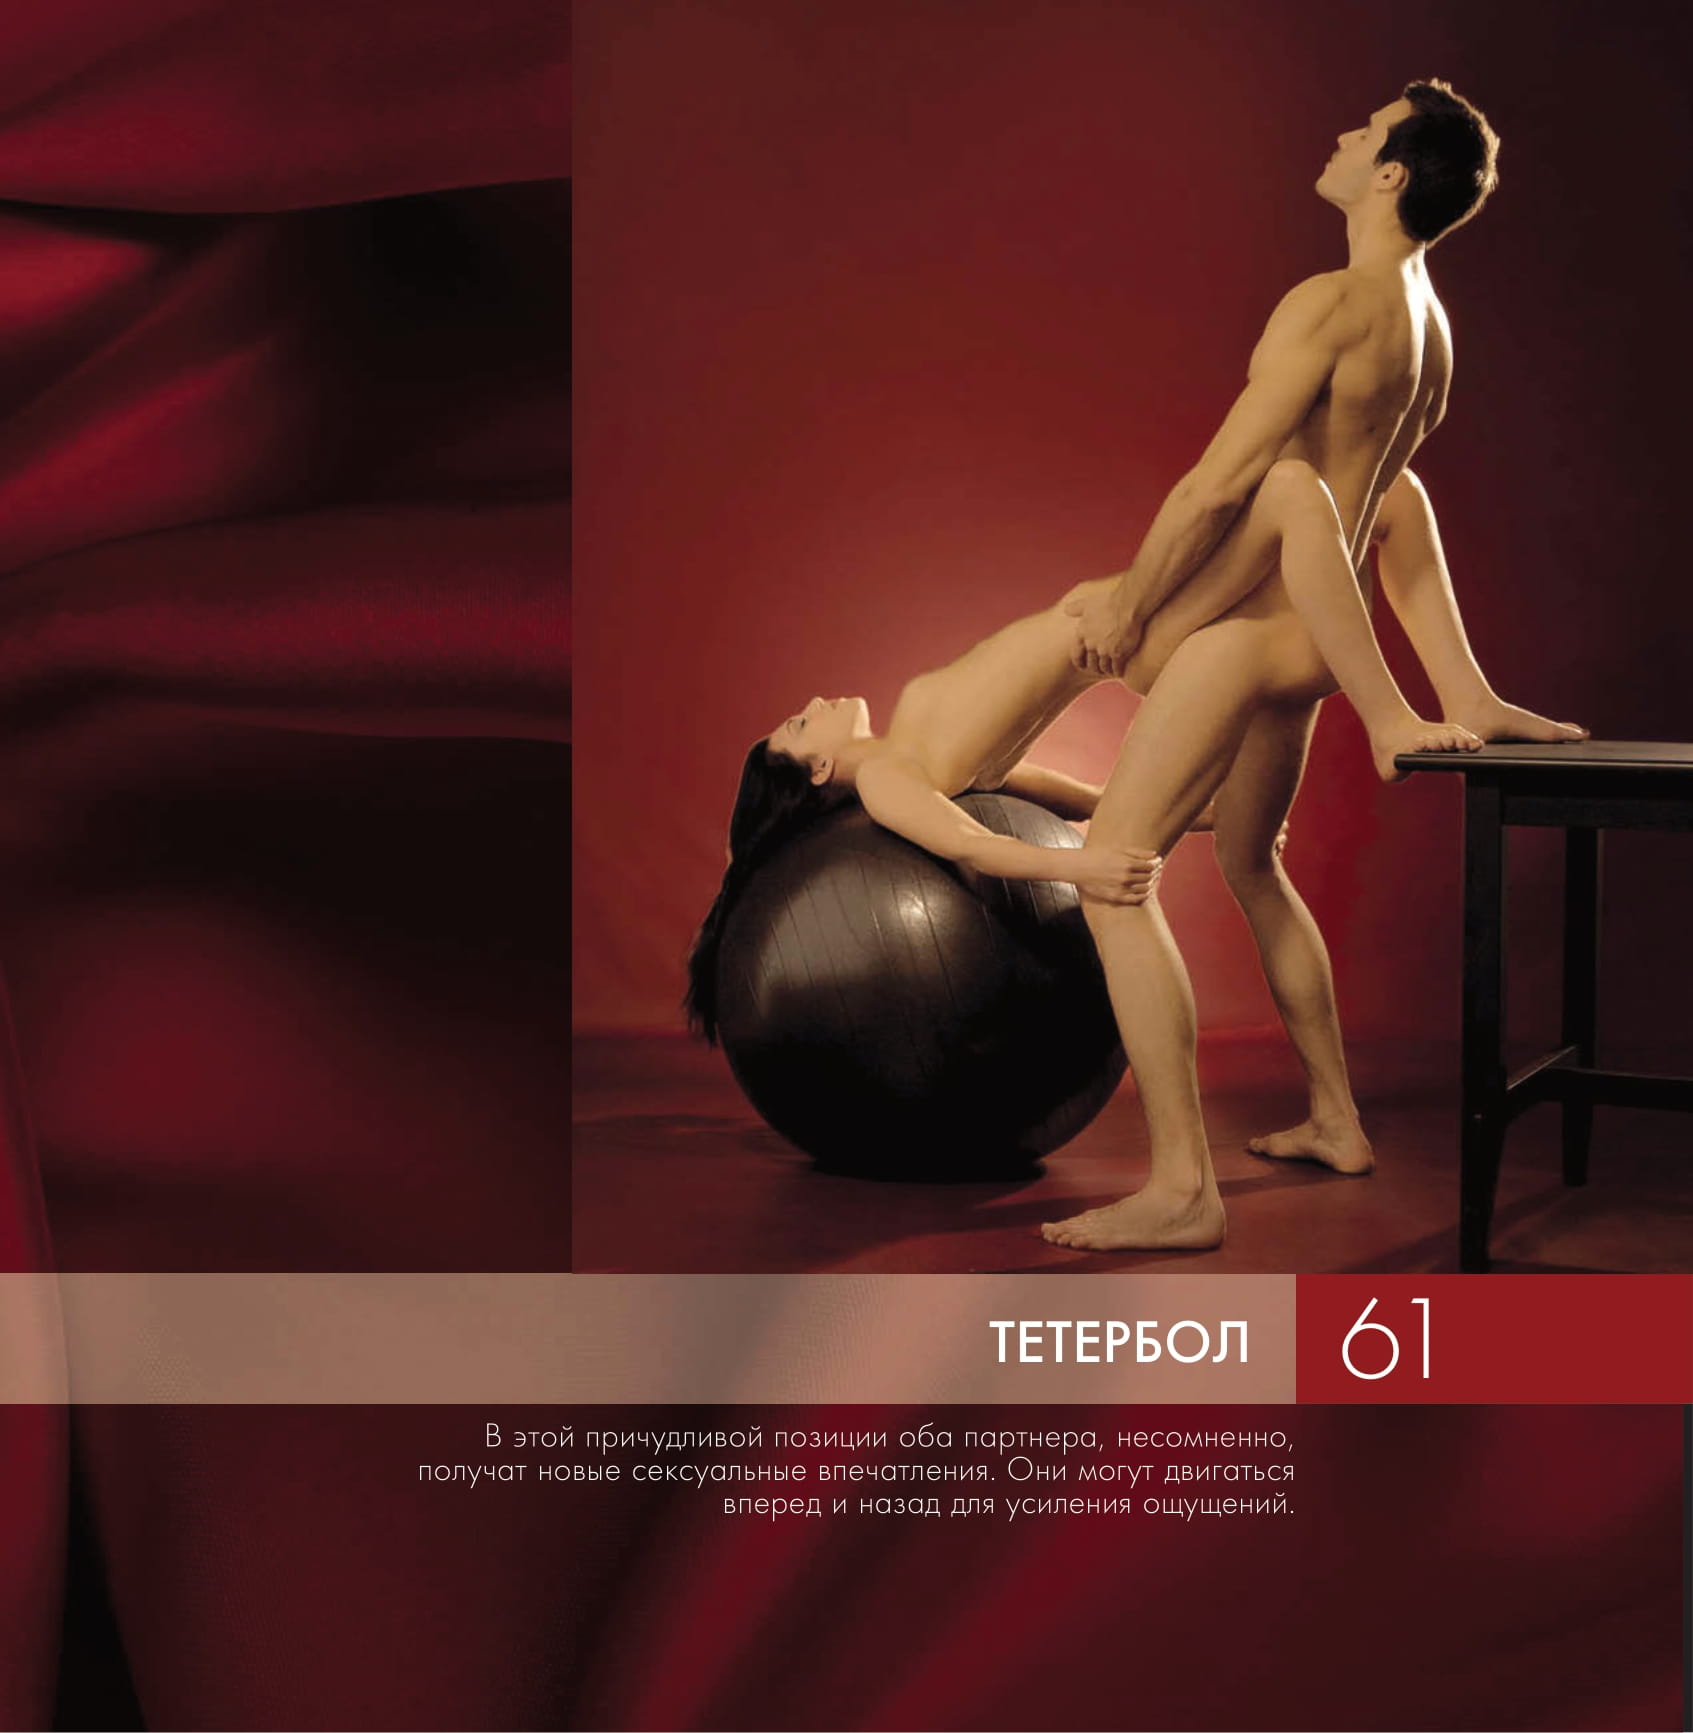 ТЕТЕРБОЛ 61
В этой причудливой позиции оба партнера, несомненно,
получат новые сексуальные впечатления. Они могут двигаться
вперед и назад для усиления ощущений.